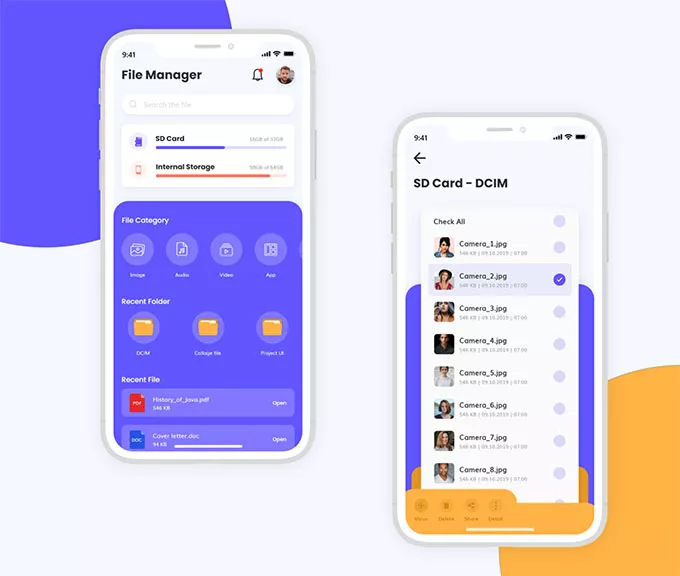 9:41
File Manager
Search the file
SD Card
16GB of 32GB
Internal Storage
File Category
Image
Audio
Video
App
Recent Folder
DCIM
Collage file
Project UI
Recent File
PDF
History_of_Java.pdf
546 KB
Open
DOC
Cover letter.doc
94 KB
Open
9:41
SD Card - DCIM
Check All
Camera_1.jpg
546 KB | 09.10.2019 | 07:00
Camera_2.jpg
546 KB | 09.10.2019 | 07:00
Camera_3.jpg
546 KB | 09.10.2019 | 07:00
Camera_4.jpg
546 KB | 09.10.2019 | 07:00
Camera_5.jpg
546 KB | 09.10.2019 | 07:00
Camera_6.jpg
546 KB | 09.10.2019 | 07:00
Camera_7.jpg
546 KB | 09.10.2019 | 07:00
Camera_8.jpg
546 KB | 09.10.2019 | 07:00
Move
Delete
Share
Detail